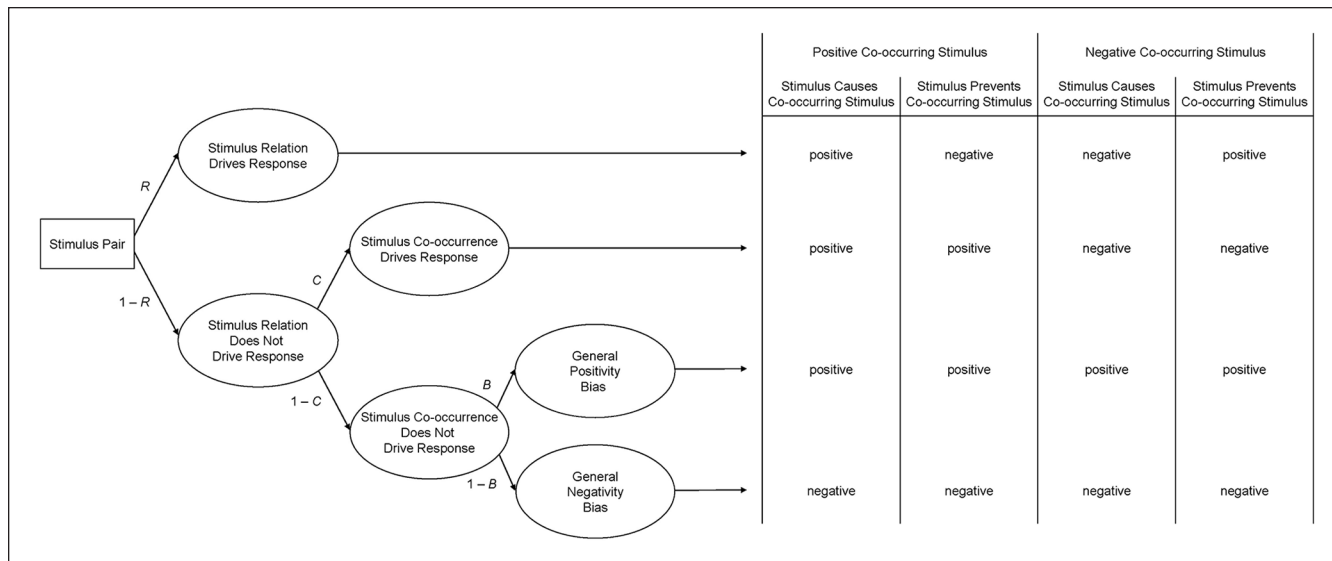 Positive Co-occurring Stimulus
Negative Co-occurring Stimulus
Stimulus Causes
Co-occurring Stimulus
Stimulus Prevents
Co-occurring Stimulus
Stimulus Causes
Co-occurring Stimulus
Stimulus Prevents
Co-occurring Stimulus
Stimulus Relation
Drives Response
positive
negative
negative
positive
R
Stimulus Pair
Stimulus Co-occurrence
Drives Response
positive
positive
negative
negative
C
1 – R
Stimulus Relation
Does Not
Drive Response
General
Positivity
Bias
positive
positive
positive
positive
B
1 – C
Stimulus Co-occurrence
Does Not
Drive Response
1 – B
General
Negativity
Bias
negative
negative
negative
negative